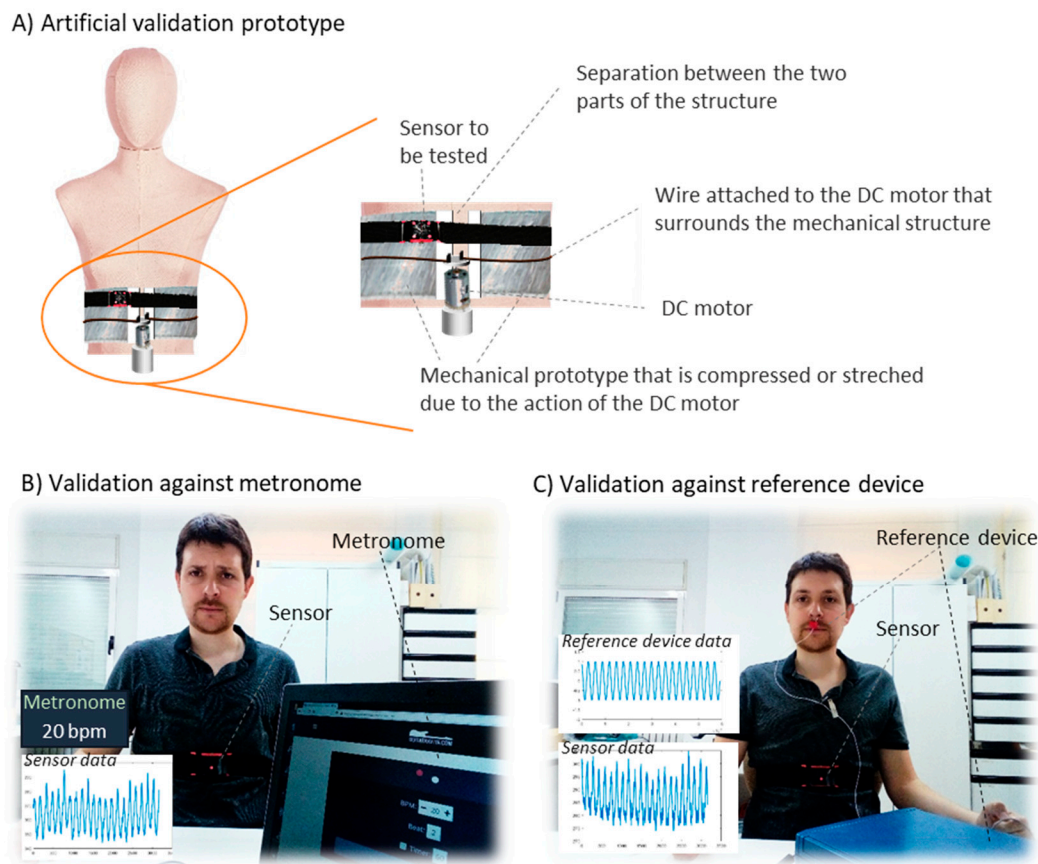 A) Artificial validation prototype
Separation between the two
parts of the structure
Sensor to
be tested
Wire attached to the DC motor that
surrounds the mechanical structure
DC motor
Mechanical prototype that is compressed or streched
due to the action of the DC motor
B) Validation against metronome
Metronome
Sensor
Metronome
20 bpm
Sensor data
BPM:
20
Beat:
2
C) Validation against reference device
Reference device
Sensor
Reference device data
Sensor data